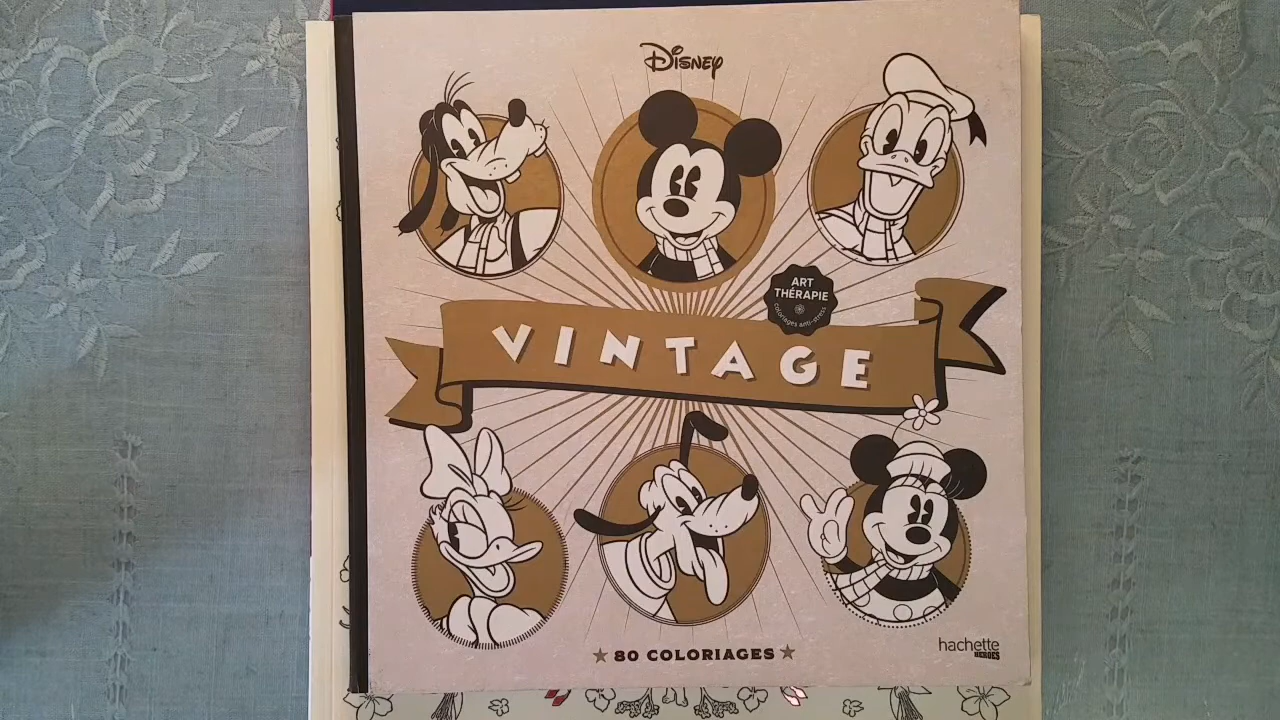 Disney
ART
THÉRAPIE
coloriages anti-stress
VINTAGE
80 COLORIAGES
hachette
HEROES